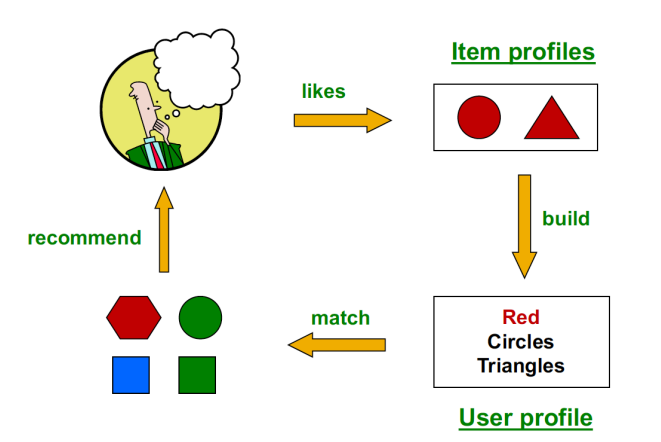 Item profiles
likes
build
recommend
match
Red
Circles
Triangles
User profile